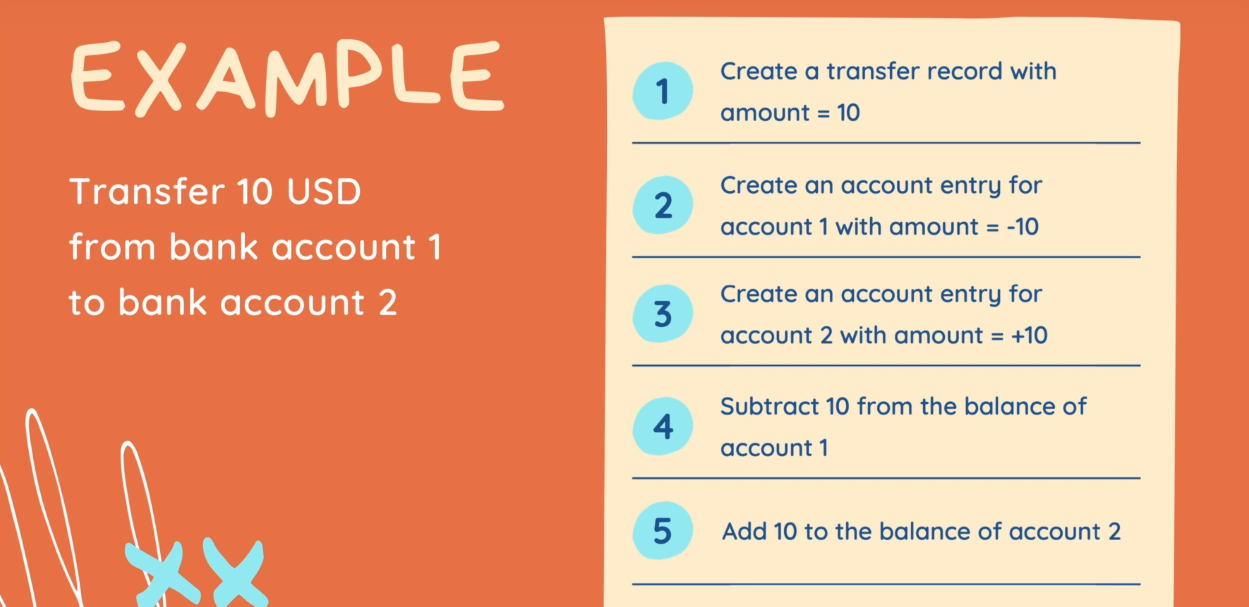 EXAMPLE
Transfer 10 USD
from bank account 1
to bank account 2
1
Create a transfer record with
amount = 10
2
Create an account entry for
account 1 with amount = -10
3
Create an account entry for
account 2 with amount = +10
4
Subtract 10 from the balance of
account 1
5
Add 10 to the balance of account 2